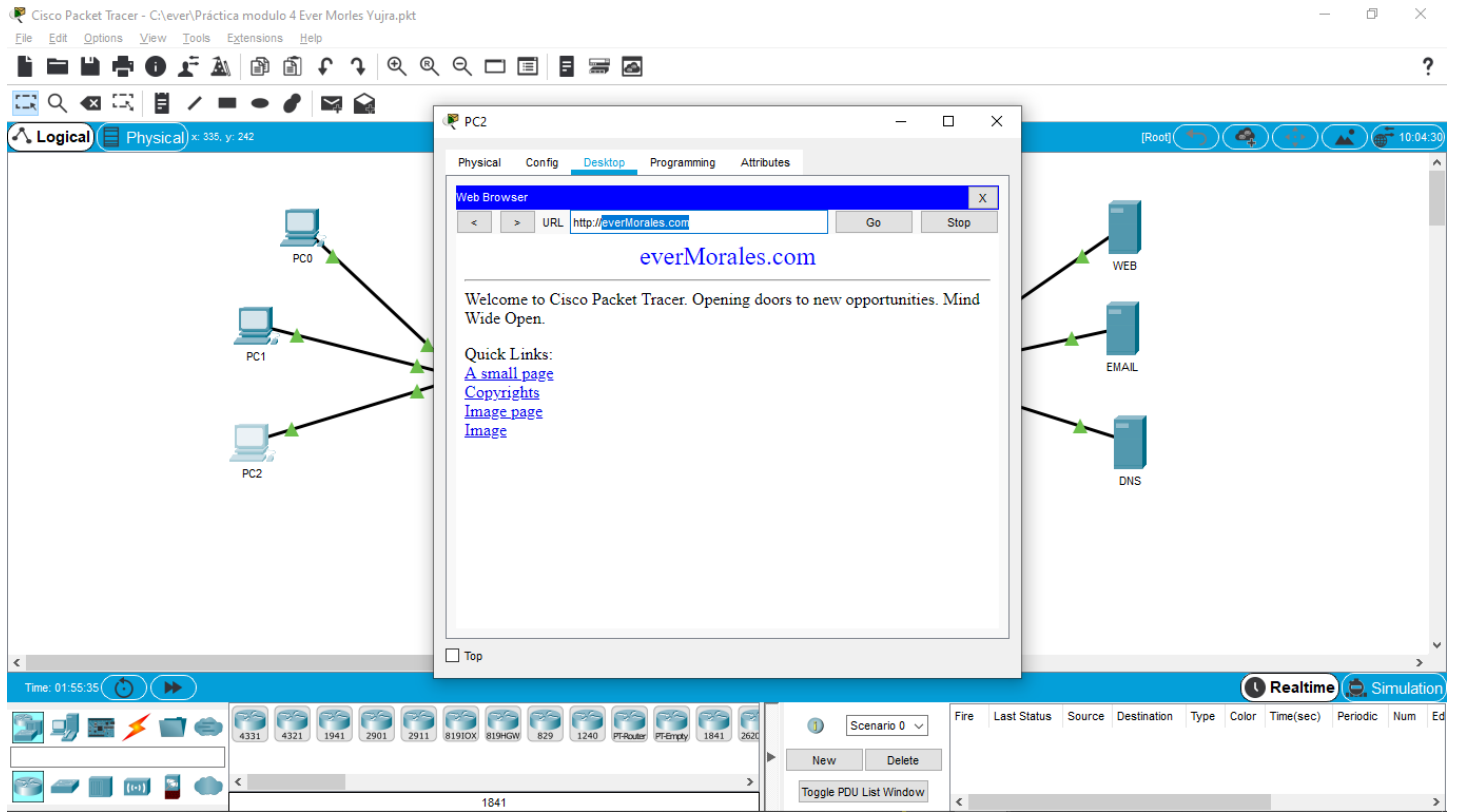 Cisco Packet Tracer - C:\ever\Práctica modulo 4 Ever Morles Yujra.pkt
File Edit Options View Tools Extensions Help
?
Logical Physical x: 335, y: 242
[Root] 10:04:30
PC2
Physical Config Desktop Programming Attributes
Web Browser X
< > URL http://everMorales.com Go Stop
everMorales.com
Welcome to Cisco Packet Tracer. Opening doors to new opportunities. Mind
Wide Open.
Quick Links:
A small page
Copyrights
Image page
Image
Top
PC0
PC1
PC2
WEB
EMAIL
DNS
Time: 01:55:35
Realtime Simulation
4331 4321 1941 2901 2911 819IOX 819HGW 829 1240 PT-Router PT-Empty 1841 262
1841
Scenario 0
New Delete
Toggle PDU List Window
Fire Last Status Source Destination Type Color Time(sec) Periodic Num Ed